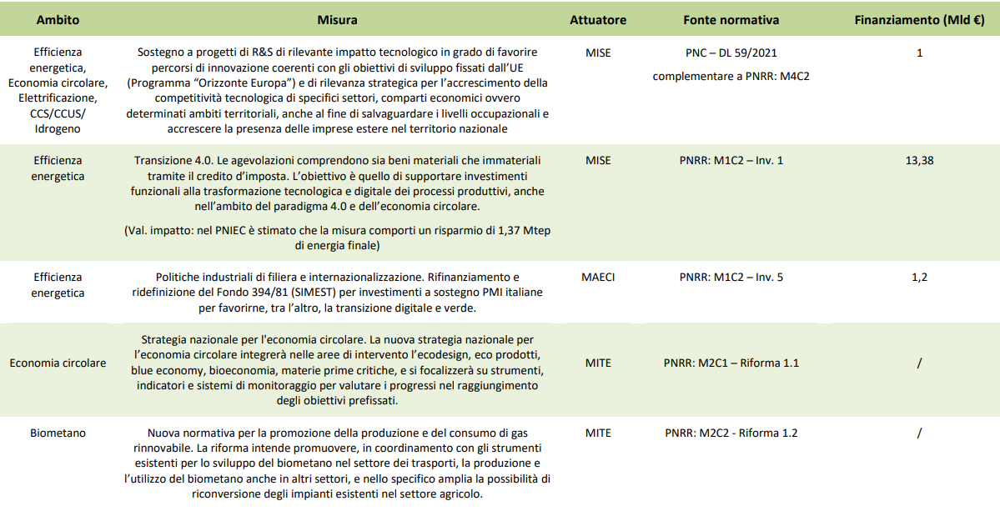 Ambito Misura Attuatore Fonte normativa Finanziamento (Mld €)
Efficienza
energetica,
Economia circolare,
Elettrificazione,
CCS/CCUS/
Idrogeno
Sostegno a progetti di R&S di rilevante impatto tecnologico in grado di favorire
percorsi di innovazione coerenti con gli obiettivi di sviluppo fissati dall’UE
(Programma “Orizzonte Europa”) e di rilevanza strategica per l’accrescimento della
competitività tecnologica di specifici settori, comparti economici ovvero
determinati ambiti territoriali, anche al fine di salvaguardare i livelli occupazionali e
accrescere la presenza delle imprese estere nel territorio nazionale
MISE
PNC – DL 59/2021
complementare a PNRR: M4C2
1
Efficienza
energetica
Transizione 4.0. Le agevolazioni comprendono sia beni materiali che immateriali
tramite il credito d’imposta. L’obiettivo è quello di supportare investimenti
funzionali alla trasformazione tecnologica e digitale dei processi produttivi, anche
nell’ambito del paradigma 4.0 e dell’economia circolare.
(Val. impatto: nel PNIEC è stimato che la misura comporti un risparmio di 1,37 Mtep
di energia finale)
MISE
PNRR: M1C2 – Inv. 1
13,38
Efficienza
energetica
Politiche industriali di filiera e internazionalizzazione. Rifinanziamento e
ridefinizione del Fondo 394/81 (SIMEST) per investimenti a sostegno PMI italiane
per favorirne, tra l’altro, la transizione digitale e verde.
MAECI
PNRR: M1C2 – Inv. 5
1,2
Economia circolare
Strategia nazionale per l'economia circolare. La nuova strategia nazionale per
l’economia circolare integrerà nelle aree di intervento l’ecodesign, eco prodotti,
blue economy, bioeconomia, materie prime critiche, e si focalizzerà su strumenti,
indicatori e sistemi di monitoraggio per valutare i progressi nel raggiungimento
degli obiettivi prefissati.
MITE
PNRR: M2C1 – Riforma 1.1
/
Biometano
Nuova normativa per la promozione della produzione e del consumo di gas
rinnovabile. La riforma intende promuovere, in coordinamento con gli strumenti
esistenti per lo sviluppo del biometano nel settore dei trasporti, la produzione e
l’utilizzo del biometano anche in altri settori, e nello specifico amplia la possibilità di
riconversione degli impianti esistenti nel settore agricolo.
MITE
PNRR: M2C2 - Riforma 1.2
/